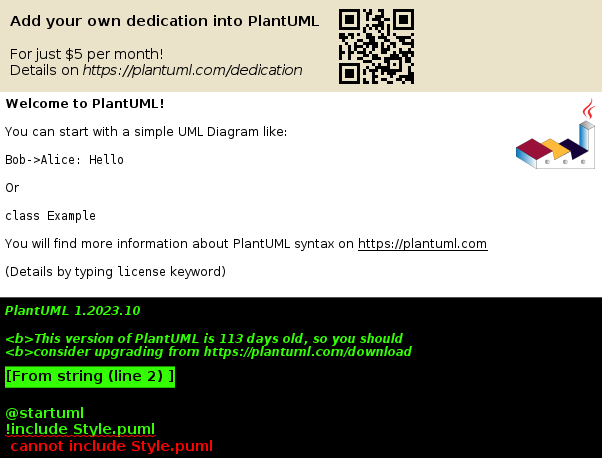 Add your own dedication into PlantUML
For just $5 per month!
Details on https://plantuml.com/dedication
Welcome to PlantUML!
You can start with a simple UML Diagram like:
Bob->Alice: Hello
Or
class Example
You will find more information about PlantUML syntax on https://plantuml.com
(Details by typing license keyword)
PlantUML 1.2023.10
<b>This version of PlantUML is 113 days old, so you should
<b>consider upgrading from https://plantuml.com/download
[From string (line 2) ]
@startuml
!include Style.puml
cannot include Style.puml